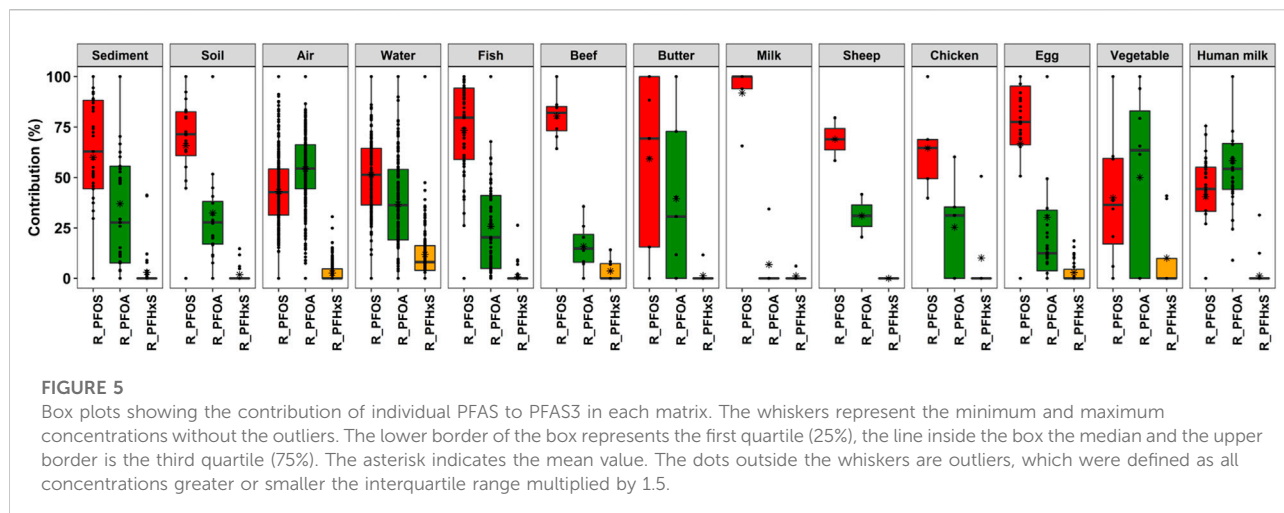 Sediment Soil Air Water Fish Beef Butter Milk Sheep Chicken Egg Vegetable Human milk
Contribution (%)
100
75
50
25
0
R_PFOS R_PFOA R_PFHxS R_PFOS R_PFOA R_PFHxS R_PFOS R_PFOA R_PFHxS R_PFOS R_PFOA R_PFHxS R_PFOS R_PFOA R_PFHxS R_PFOS R_PFOA R_PFHxS R_PFOS R_PFOA R_PFHxS R_PFOS R_PFOA R_PFHxS R_PFOS R_PFOA R_PFHxS R_PFOS R_PFOA R_PFHxS R_PFOS R_PFOA R_PFHxS R_PFOS R_PFOA R_PFHxS R_PFOS R_PFOA R_PFHxS
FIGURE 5
Box plots showing the contribution of individual PFAS to PFAS3 in each matrix. The whiskers represent the minimum and maximum
concentrations without the outliers. The lower border of the box represents the first quartile (25%), the line inside the box the median and the upper
border is the third quartile (75%). The asterisk indicates the mean value. The dots outside the whiskers are outliers, which were defined as all
concentrations greater or smaller the interquartile range multiplied by 1.5.